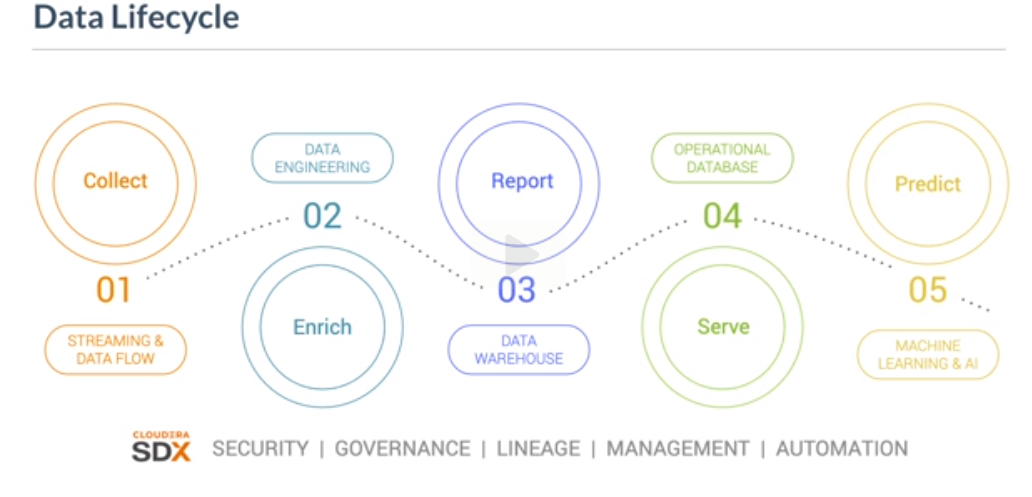 Data Lifecycle
Collect
01
STREAMING &
DATA FLOW
DATA
ENGINEERING
02
Enrich
Report
03
DATA
WAREHOUSE
OPERATIONAL
DATABASE
04
Serve
Predict
05
MACHINE
LEARNING & AI
CLOUDERA
SDX
SECURITY | GOVERNANCE | LINEAGE | MANAGEMENT | AUTOMATION